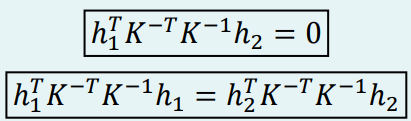 $h_1^T K^{-T} K^{-1} h_2 = 0$
$h_1^T K^{-T} K^{-1} h_1 = h_2^T K^{-T} K^{-1} h_2$